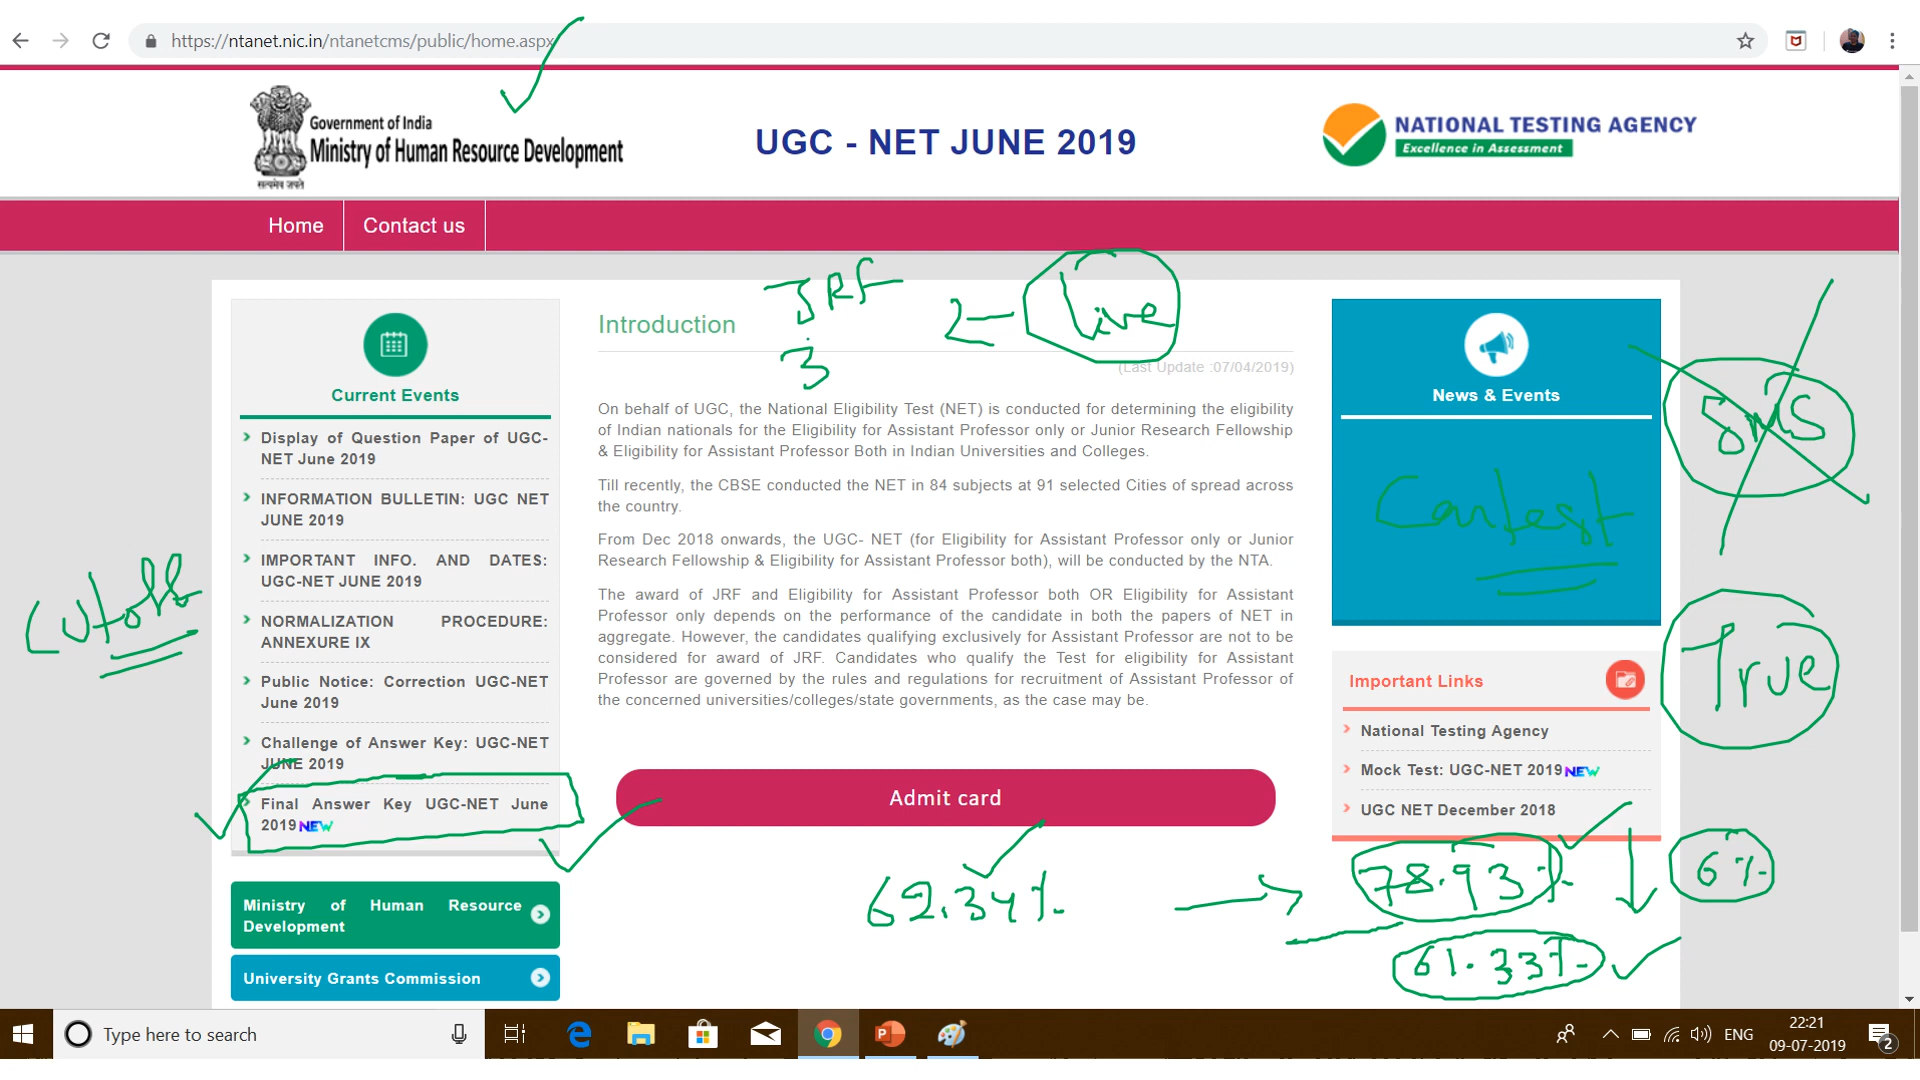 https://ntanet.nic.in/ntanetcms/public/home.aspx
Government of India
Ministry of Human Resource Development
सत्यमेव जयते
UGC - NET JUNE 2019
NATIONAL TESTING AGENCY
Excellence in Assessment
Home
Contact us
JRF
3
2- Live
Introduction
(Last Update :07/04/2019)
On behalf of UGC, the National Eligibility Test (NET) is conducted for determining the eligibility
of Indian nationals for the Eligibility for Assistant Professor only or Junior Research Fellowship
& Eligibility for Assistant Professor Both in Indian Universities and Colleges.
Till recently, the CBSE conducted the NET in 84 subjects at 91 selected Cities of spread across
the country.
From Dec 2018 onwards, the UGC- NET (for Eligibility for Assistant Professor only or Junior
Research Fellowship & Eligibility for Assistant Professor both), will be conducted by the NTA.
The award of JRF and Eligibility for Assistant Professor both OR Eligibility for Assistant
Professor only depends on the performance of the candidate in both the papers of NET in
aggregate. However, the candidates qualifying exclusively for Assistant Professor are not to be
considered for award of JRF. Candidates who qualify the Test for eligibility for Assistant
Professor are governed by the rules and regulations for recruitment of Assistant Professor of
the concerned universities/colleges/state governments, as the case may be.
Admit card
62.34%
Current Events
Display of Question Paper of UGC-
NET June 2019
INFORMATION BULLETIN: UGC NET
JUNE 2019
IMPORTANT INFO. AND DATES:
UGC-NET JUNE 2019
NORMALIZATION PROCEDURE:
ANNEXURE IX
Public Notice: Correction UGC-NET
June 2019
Challenge of Answer Key: UGC-NET
JUNE 2019
Final Answer Key UGC-NET June
2019 NEW
Cutoff
Ministry of Human Resource
Development
University Grants Commission
News & Events
SMS
Contest
True
Important Links
National Testing Agency
Mock Test: UGC-NET 2019 NEW
UGC NET December 2018
78.93%
6%
61.33%
Type here to search
ENG
22:21
09-07-2019
2